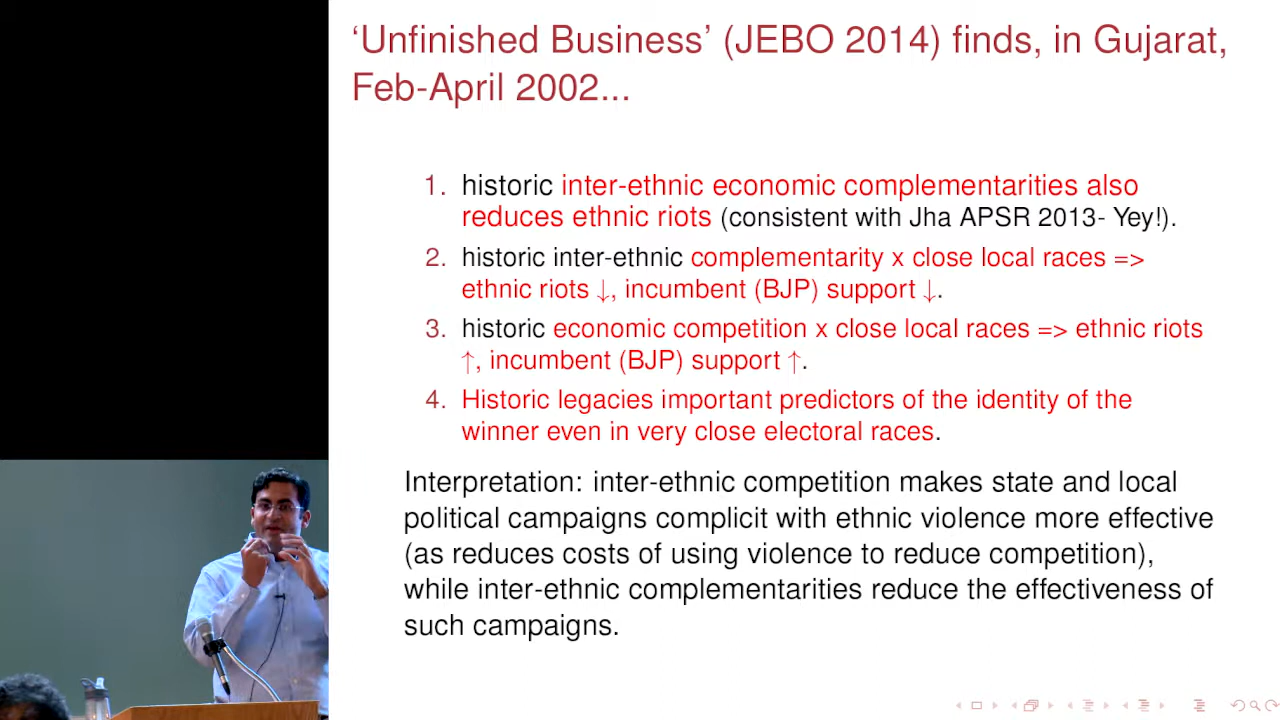 ‘Unfinished Business’ (JEBO 2014) finds, in Gujarat,
Feb-April 2002...
1. historic inter-ethnic economic complementarities also
reduces ethnic riots (consistent with Jha APSR 2013- Yey!).
2. historic inter-ethnic complementarity x close local races =>
ethnic riots ↓, incumbent (BJP) support ↓.
3. historic economic competition x close local races => ethnic riots
↑, incumbent (BJP) support ↑.
4. Historic legacies important predictors of the identity of the
winner even in very close electoral races.
Interpretation: inter-ethnic competition makes state and local
political campaigns complicit with ethnic violence more effective
(as reduces costs of using violence to reduce competition),
while inter-ethnic complementarities reduce the effectiveness of
such campaigns.